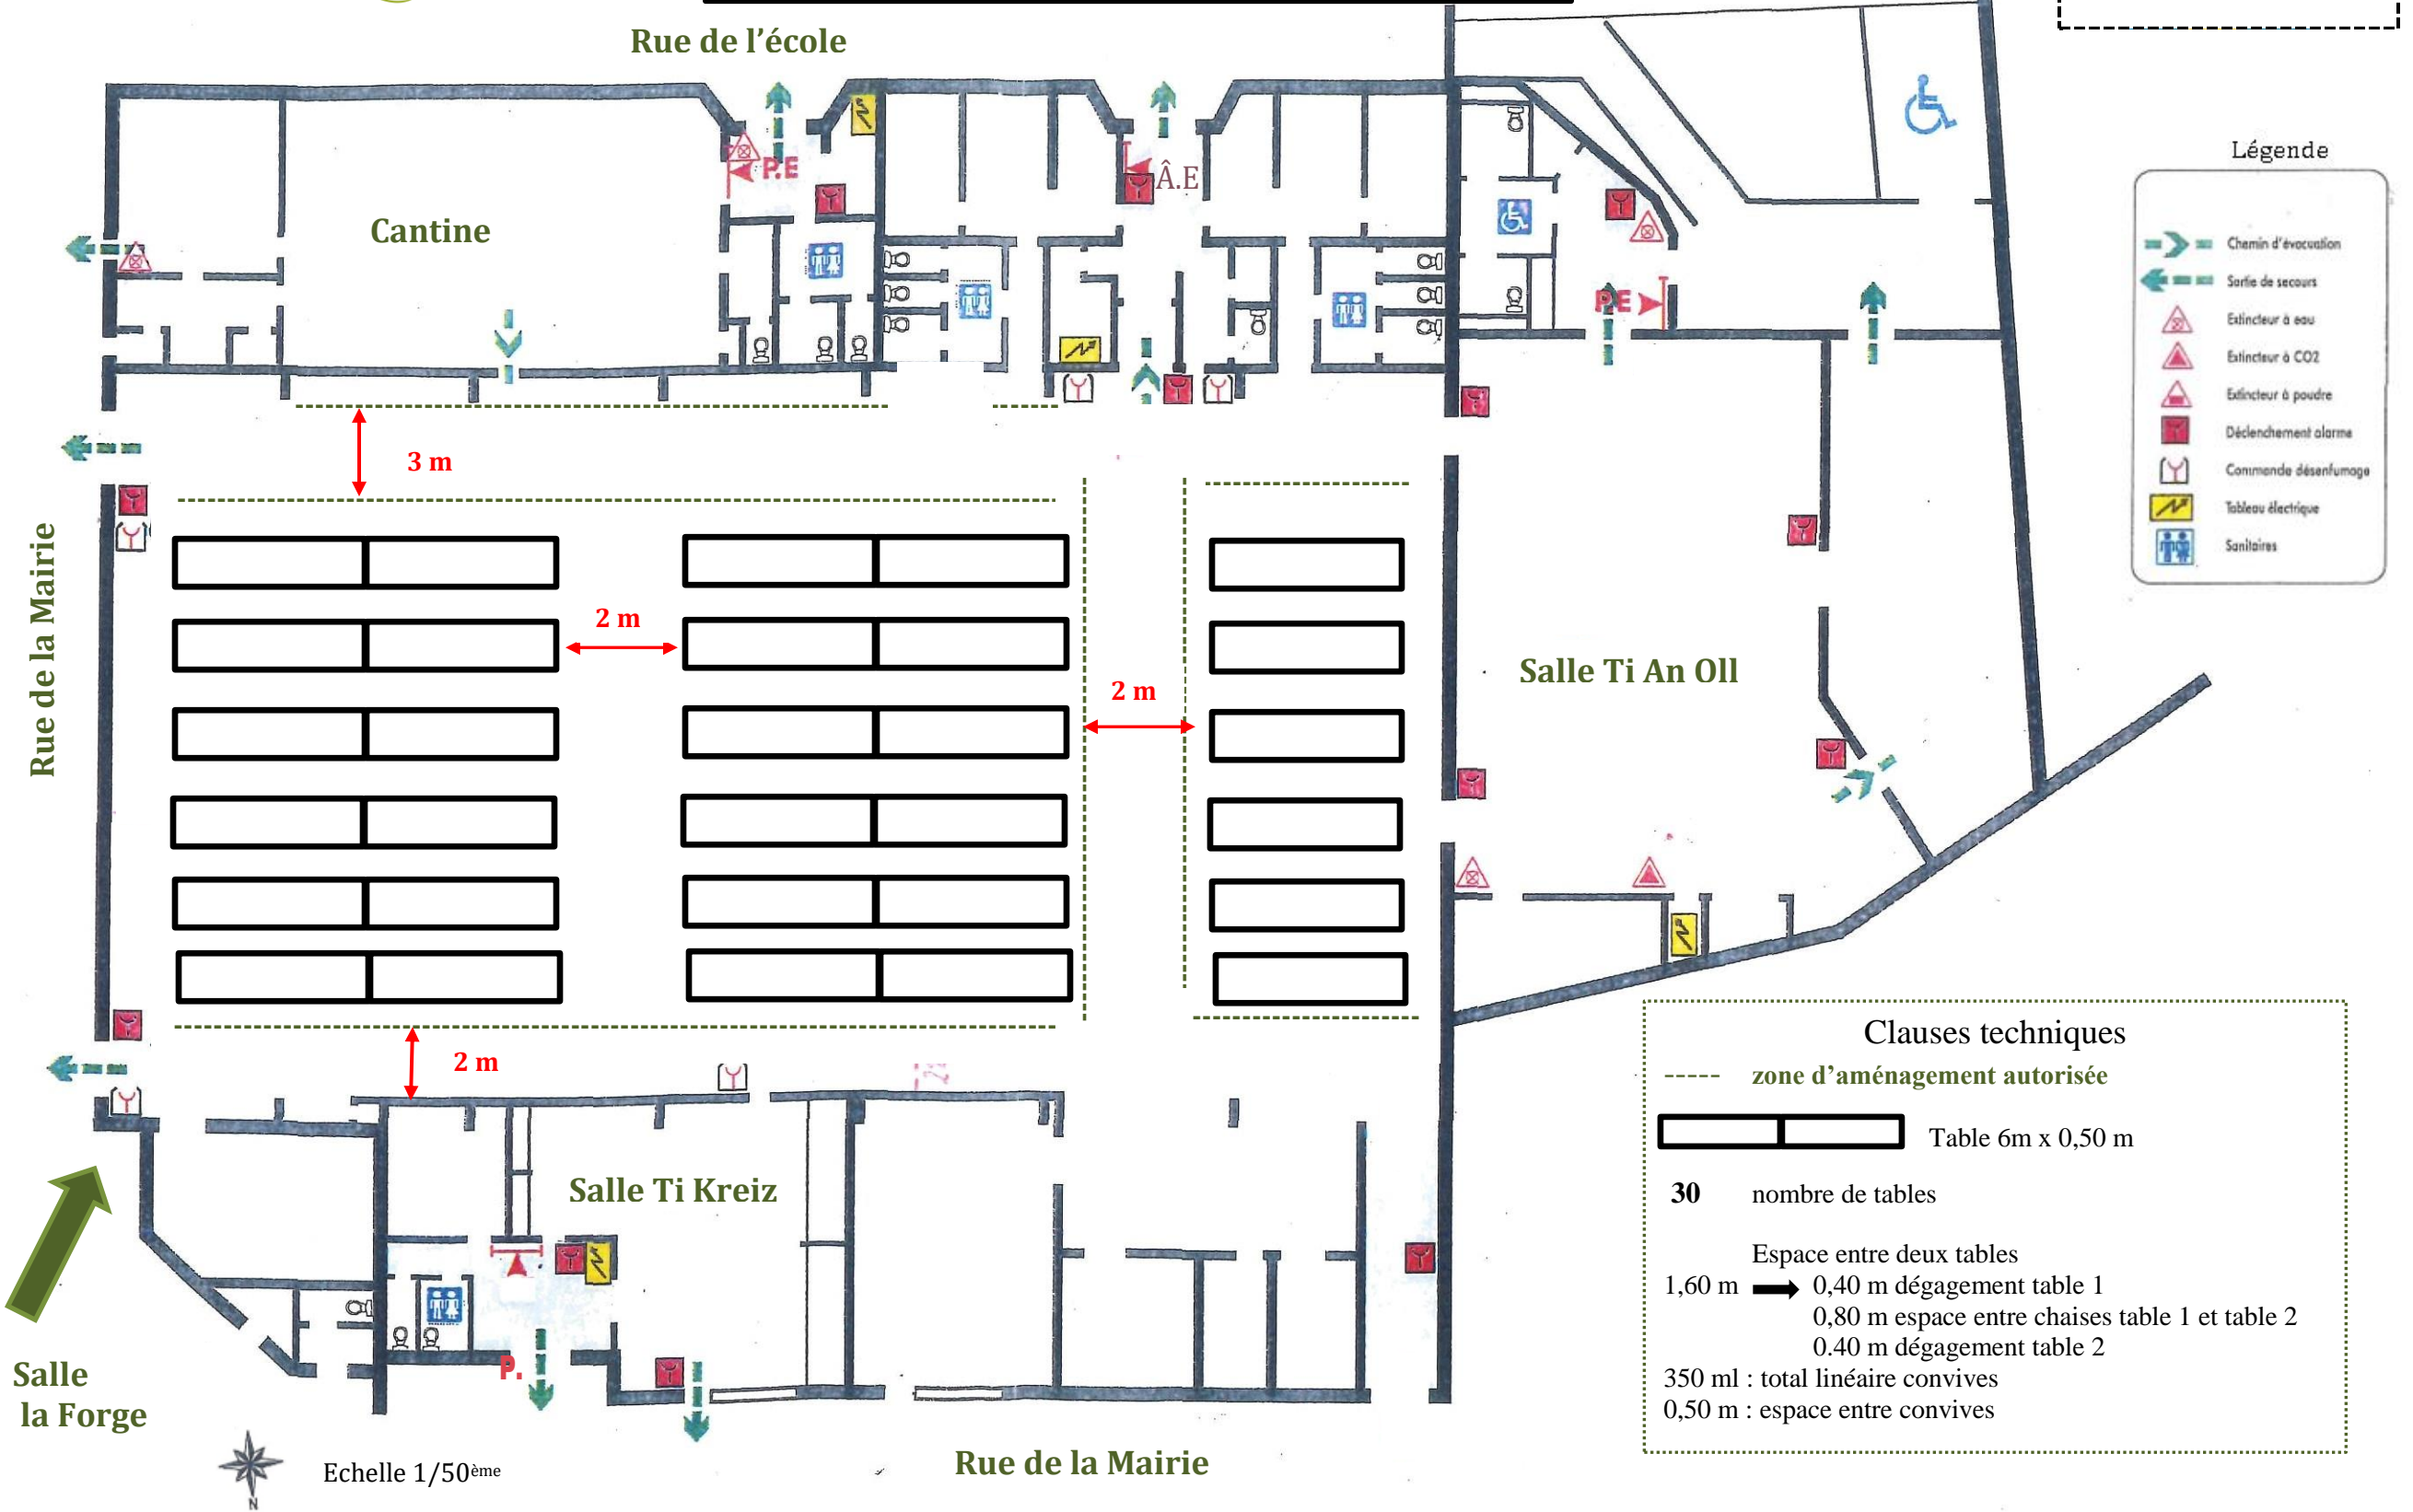 Rue de l'école
Cantine
P.E
Â.E
P.E
3 m
2 m
2 m
2 m
Rue de la Mairie
Salle Ti An Oll
Salle Ti Kreiz
P.
Salle
la Forge
N
Echelle 1/50ème
Rue de la Mairie
Légende
Chemin d'évacuation
Sortie de secours
Extincteur à eau
Extincteur à CO2
Extincteur à poudre
Déclenchement alarme
Commande désenfumage
Tableau électrique
Sanitaires
Clauses techniques
----- zone d'aménagement autorisée
Table 6m x 0,50 m
30 nombre de tables
Espace entre deux tables
1,60 m 0,40 m dégagement table 1
0,80 m espace entre chaises table 1 et table 2
0.40 m dégagement table 2
350 ml : total linéaire convives
0,50 m : espace entre convives